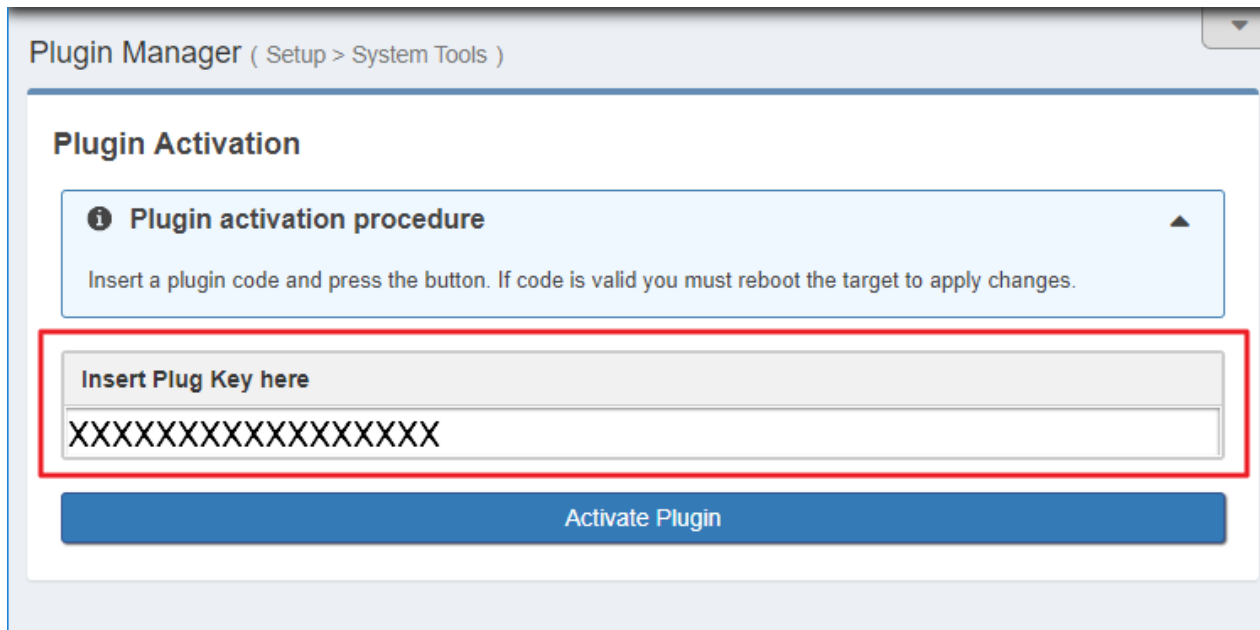 Plugin Manager ( Setup > System Tools )
Plugin Activation
Plugin activation procedure
Insert a plugin code and press the button. If code is valid you must reboot the target to apply changes.
Insert Plug Key here
XXXXXXXXXXXXXXXXX
Activate Plugin